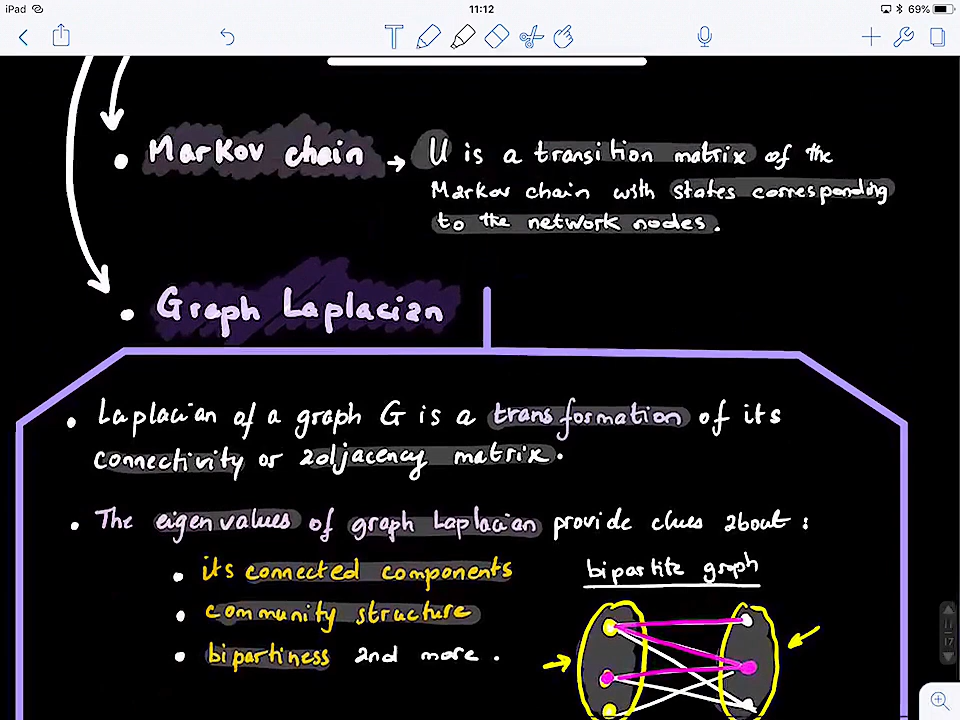 iPad 11:12 69%
T
• Markov chain → U is a transition matrix of the
Markov chain with states corresponding
to the network nodes.
• Graph Laplacian
• Laplacian of a graph G is a transformation of its
connectivity or adjacency matrix.
• The eigenvalues of graph Laplacian provide clues about :
• its connected components
• community structure
• bipartiness and more .
bipartite graph
11
17